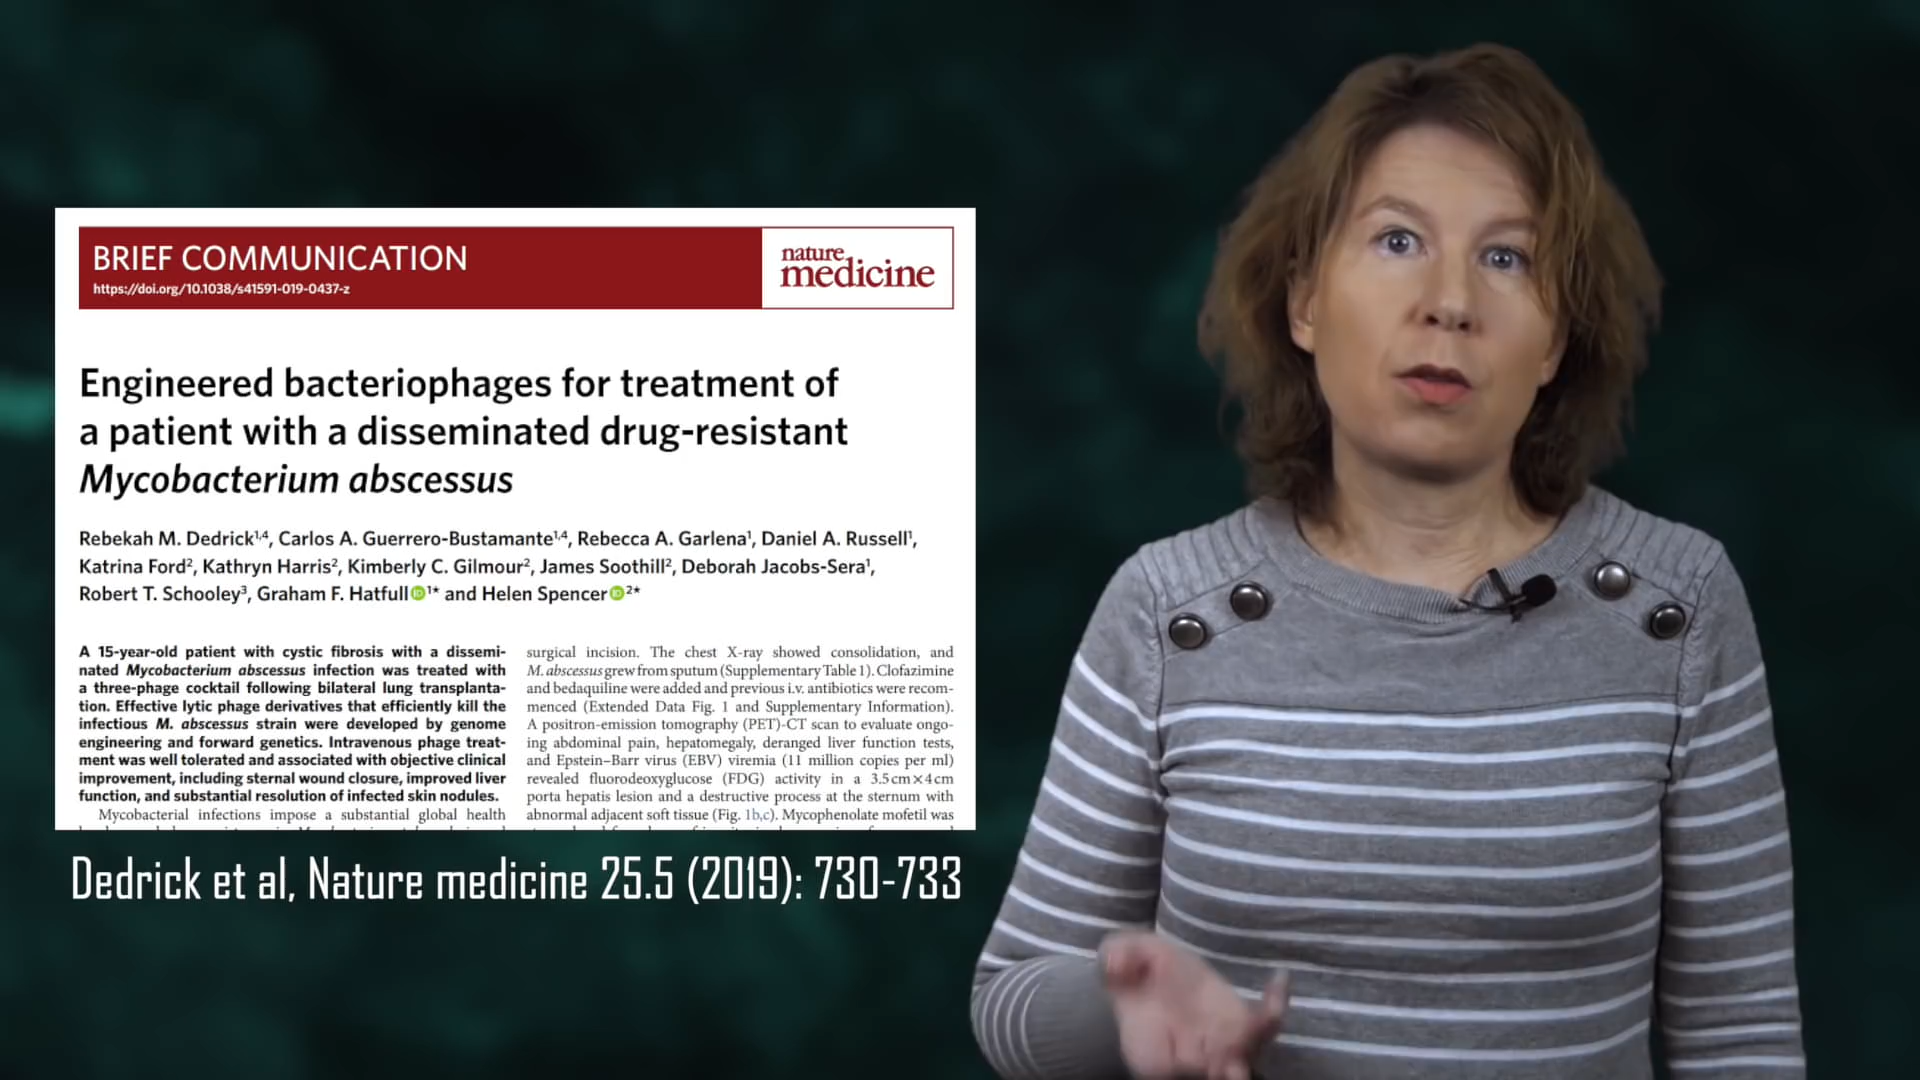 BRIEF COMMUNICATION
https://doi.org/10.1038/s41591-019-0437-z
nature
medicine
Engineered bacteriophages for treatment of
a patient with a disseminated drug-resistant
Mycobacterium abscessus
Rebekah M. Dedrick1,4, Carlos A. Guerrero-Bustamante1,4, Rebecca A. Garlena1, Daniel A. Russell1,
Katrina Ford2, Kathryn Harris2, Kimberly C. Gilmour2, James Soothill2, Deborah Jacobs-Sera1,
Robert T. Schooley3, Graham F. Hatfull iD 1* and Helen Spencer iD 2*
A 15-year-old patient with cystic fibrosis with a dissemi-
nated Mycobacterium abscessus infection was treated with
a three-phage cocktail following bilateral lung transplanta-
tion. Effective lytic phage derivatives that efficiently kill the
infectious M. abscessus strain were developed by genome
engineering and forward genetics. Intravenous phage treat-
ment was well tolerated and associated with objective clinical
improvement, including sternal wound closure, improved liver
function, and substantial resolution of infected skin nodules.
Mycobacterial infections impose a substantial global health
surgical incision. The chest X-ray showed consolidation, and
M. abscessus grew from sputum (Supplementary Table 1). Clofazimine
and bedaquiline were added and previous i.v. antibiotics were recom-
menced (Extended Data Fig. 1 and Supplementary Information).
A positron-emission tomography (PET)-CT scan to evaluate ongo-
ing abdominal pain, hepatomegaly, deranged liver function tests,
and Epstein–Barr virus (EBV) viremia (11 million copies per ml)
revealed fluorodeoxyglucose (FDG) activity in a 3.5 cm × 4 cm
porta hepatis lesion and a destructive process at the sternum with
abnormal adjacent soft tissue (Fig. 1b,c). Mycophenolate mofetil was
Dedrick et al, Nature medicine 25.5 (2019): 730-733